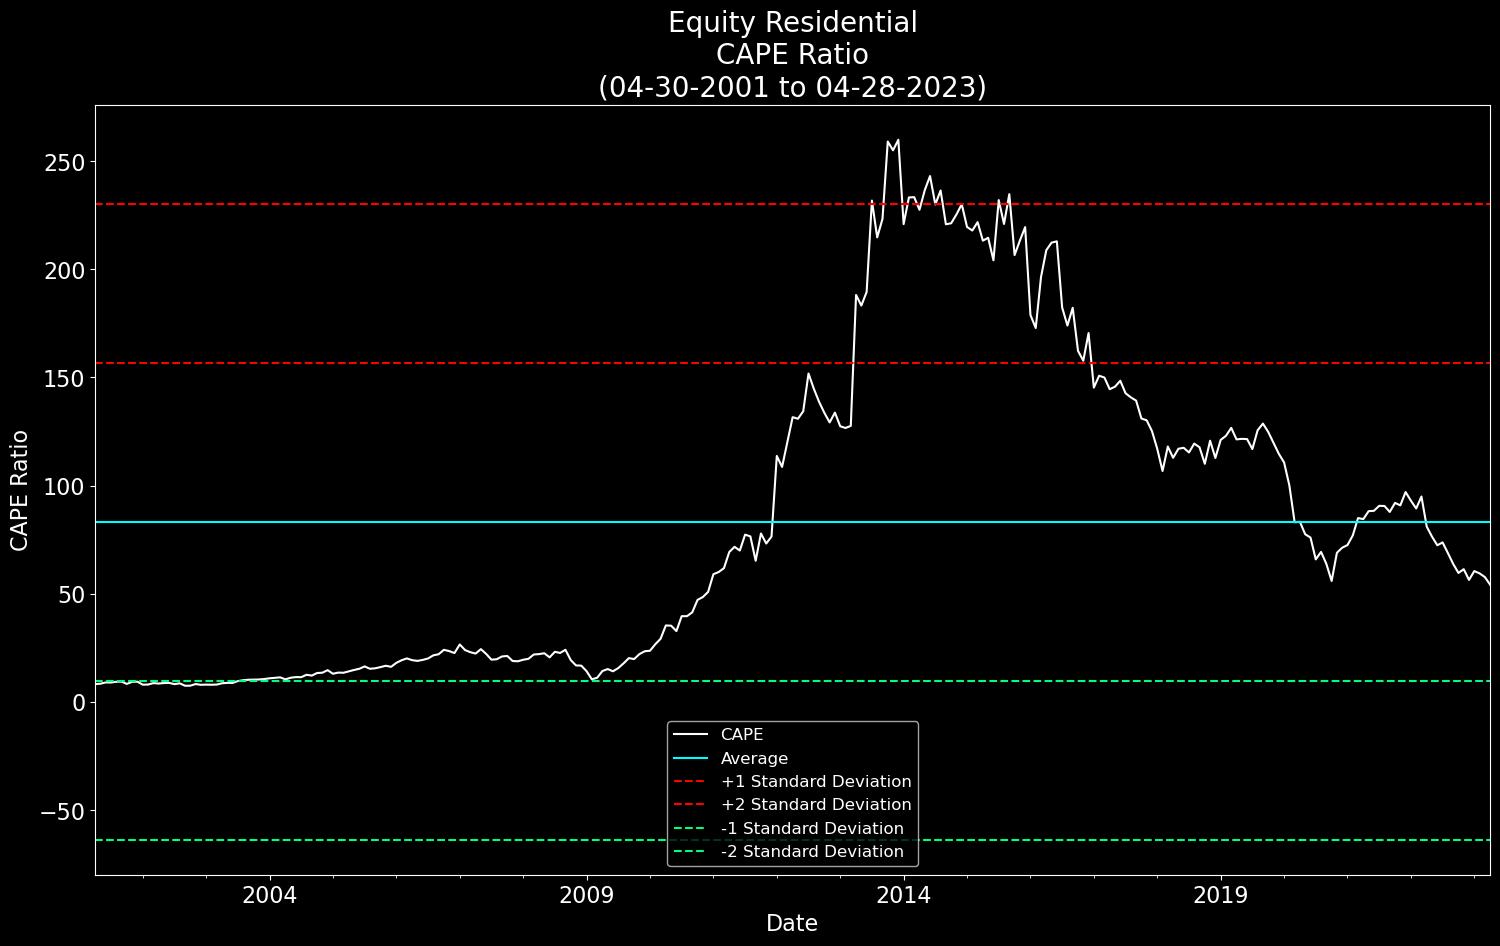 Equity Residential
CAPE Ratio
(04-30-2001 to 04-28-2023)
250
200
150
100
50
0
−50
CAPE Ratio
CAPE
Average
+1 Standard Deviation
+2 Standard Deviation
-1 Standard Deviation
-2 Standard Deviation
2004
2009
2014
2019
Date